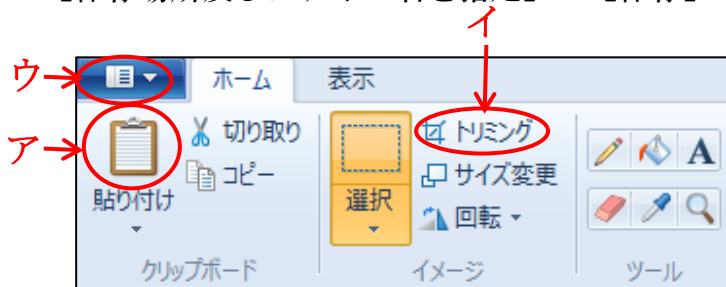 イ
ウ
ホーム 表示
ア
切り取り
コピー
貼り付け
クリップボード
選択
トリミング
サイズ変更
回転
イメージ
A
ツール